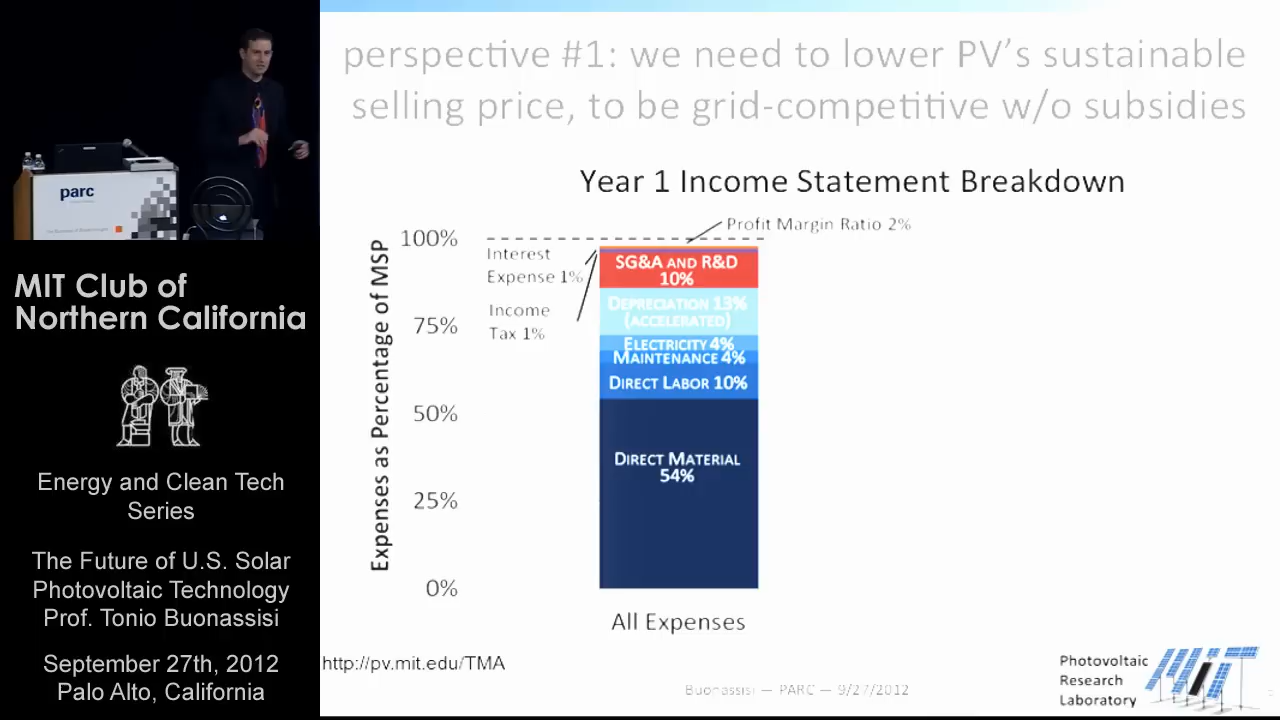 perspective #1: we need to lower PV's sustainable
selling price, to be grid-competitive w/o subsidies
Year 1 Income Statement Breakdown
Expenses as Percentage of MSP
100%
75%
50%
25%
0%
Profit Margin Ratio 2%
Interest
Expense 1%
Income
Tax 1%
SG&A AND R&D
10%
DEPRECIATION 13%
(ACCELERATED)
ELECTRICITY 4%
MAINTENANCE 4%
DIRECT LABOR 10%
DIRECT MATERIAL
54%
All Expenses
http://pv.mit.edu/TMA
Buonassisi — PARC — 9/27/2012
Photovoltaic
Research
Laboratory
MIT
parc
MIT Club of
Northern California
Energy and Clean Tech
Series
The Future of U.S. Solar
Photovoltaic Technology
Prof. Tonio Buonassisi
September 27th, 2012
Palo Alto, California